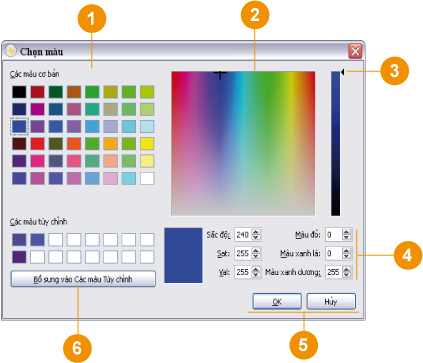 1
2
Chọn màu
Các màu cơ bản
3
Các màu tùy chỉnh
Sắc độ: 240
Màu đỏ: 0
Sat: 255
Màu xanh lá: 0
4
Val: 255
Màu xanh dương: 255
Bổ sung vào Các màu Tùy chỉnh
OK
Hủy
6
5